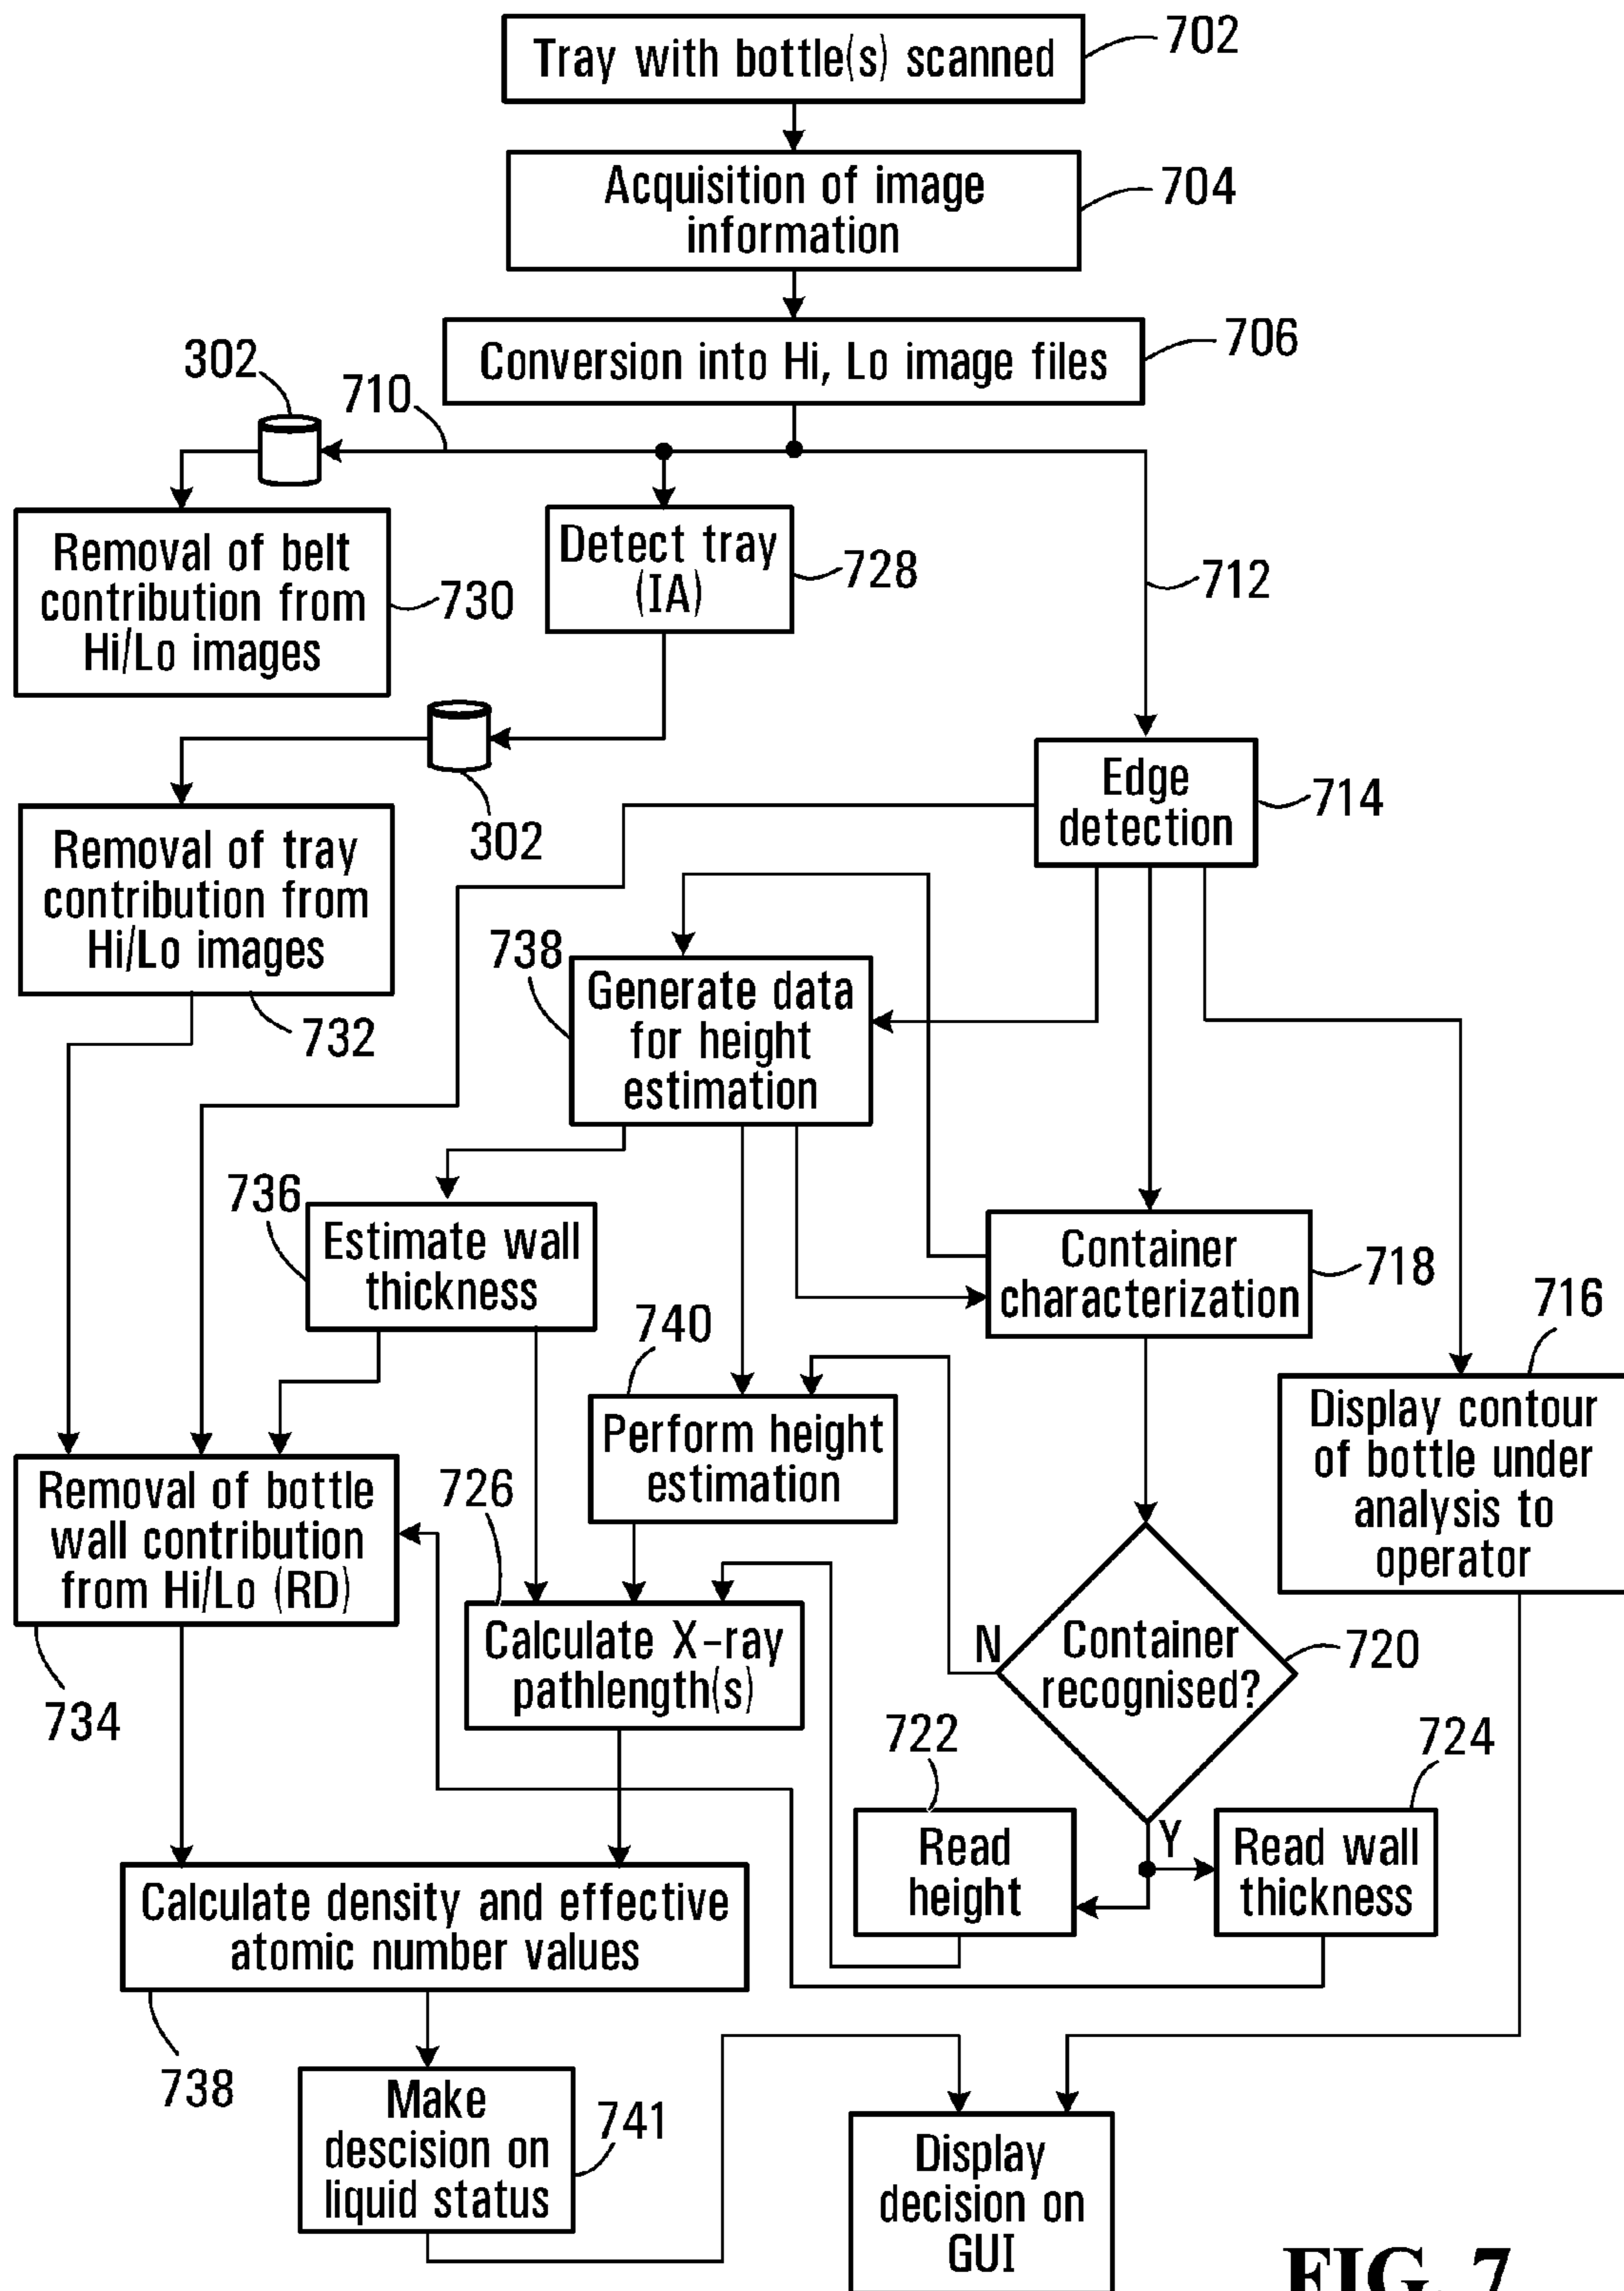 Tray with bottle(s) scanned
702
Acquisition of image
information
704
Conversion into Hi, Lo image files
706
302
710
Removal of belt
contribution from
Hi/Lo images
730
Detect tray
(IA)
728
712
302
Edge
detection
714
Removal of tray
contribution from
Hi/Lo images
732
738
Generate data
for height
estimation
736
Estimate wall
thickness
Container
characterization
718
716
740
Perform height
estimation
Display contour
of bottle under
analysis to
operator
Removal of bottle
wall contribution
from Hi/Lo (RD)
734
726
Calculate X-ray
pathlength(s)
N
Container
recognised?
720
722
724
Y
Read
height
Read wall
thickness
Calculate density and effective
atomic number values
738
Make
descision on
liquid status
741
Display
decision on
GUI
FIG. 7